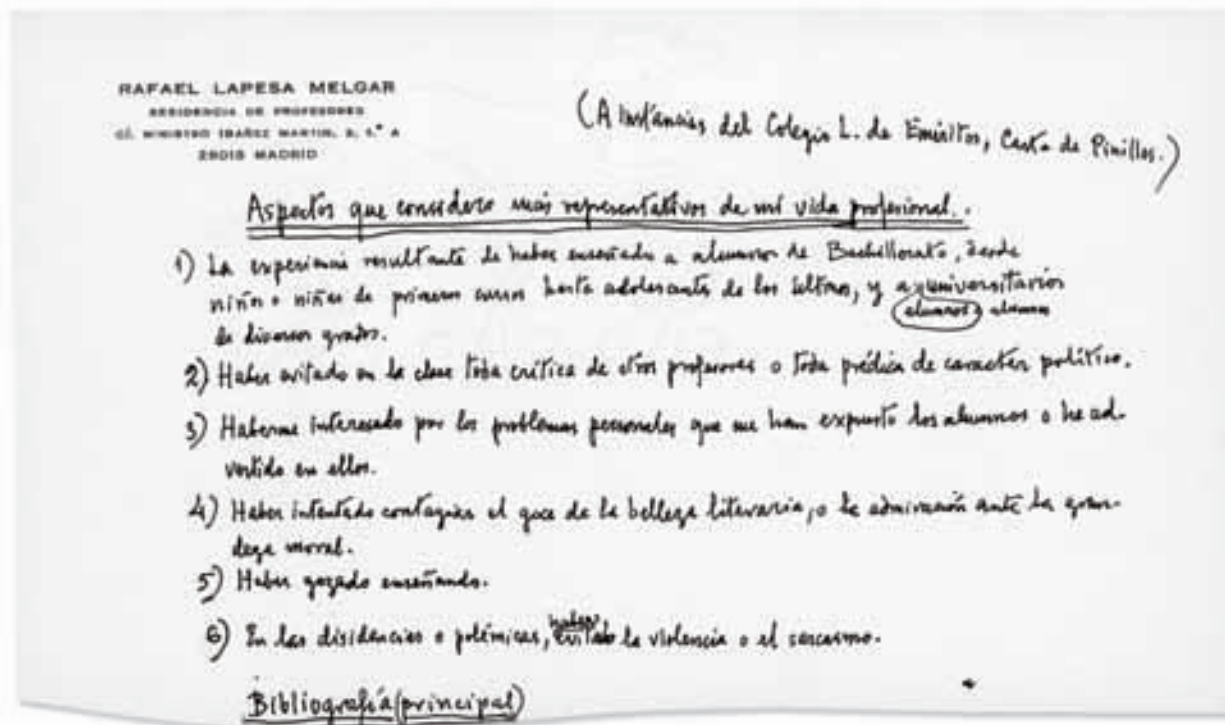 RAFAEL LAPESA MELGAR
RESIDENCIA DE PROFESORES
C/. MINISTRO IBAÑEZ MARTIN, 3, 1.º A
28015 MADRID
(A instancias del Colegio L. de Eméritos, Carta de Pinillos.)
Aspectos que considero más representativos de mi vida profesional.
1) La experiencia resultante de haber enseñado a alumnos de Bachillerato, desde
niños o niñas de primeros cursos hasta adolescentes de los últimos, y a universitarios
alumnos alumnos
de diversos grados.
2) Haber evitado en la clase toda crítica de otros profesores o toda prédica de carácter político.
3) Haberme interesado por los problemas personales que me han expuesto los alumnos o he ad-
vertido en ellos.
4) Haber intentado contagiar el goce de la belleza literaria, o la admiración ante la gran-
deza moral.
5) Haber gozado enseñando.
haber
6) En las disidencias o polémicas, evitado la violencia o el sarcasmo.
Bibliografía (principal)